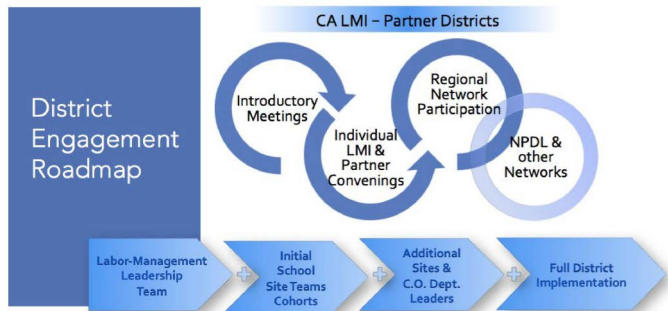 CA LMI – Partner Districts
District
Engagement
Roadmap
Introductory
Meetings
Individual
LMI &
Partner
Convenings
Regional
Network
Participation
NPDL &
other
Networks
Labor-Management
Leadership
Team
+
Initial
School
Site Teams
Cohorts
+
Additional
Sites &
C.O. Dept.
Leaders
+
Full District
Implementation